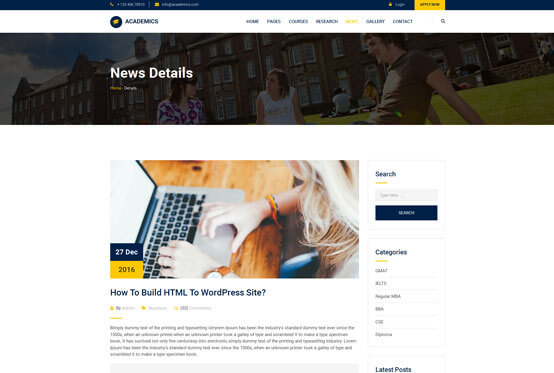 + 123 456 78910 info@academics.com Login APPLY NOW
ACADEMICS HOME PAGES COURSES RESEARCH NEWS GALLERY CONTACT
News Details
Home - Details
27 Dec
2016
How To Build HTML To WordPress Site?
By Admin Business Comments
Bimply dummy text of the printing and typesetting istryrem Ipsum has been the industry's standard dummy text ever since the
1500s, when an unknown printer.when an unknown printer took a galley of type and scrambled it to make a type specimen
book. It has survived not only five centuriesp into electronic.simply dummy text of the printing and typesetting industry. Lorem
Ipsum has been the industry's standard dummy text ever since the 1500s, when an unknown printer took a galley of type and
scrambled it to make a type specimen book.
Search
Type Here ...
SEARCH
Categories
GMAT
IELTS
Regular MBA
BBA
CSE
Diploma
Latest Posts